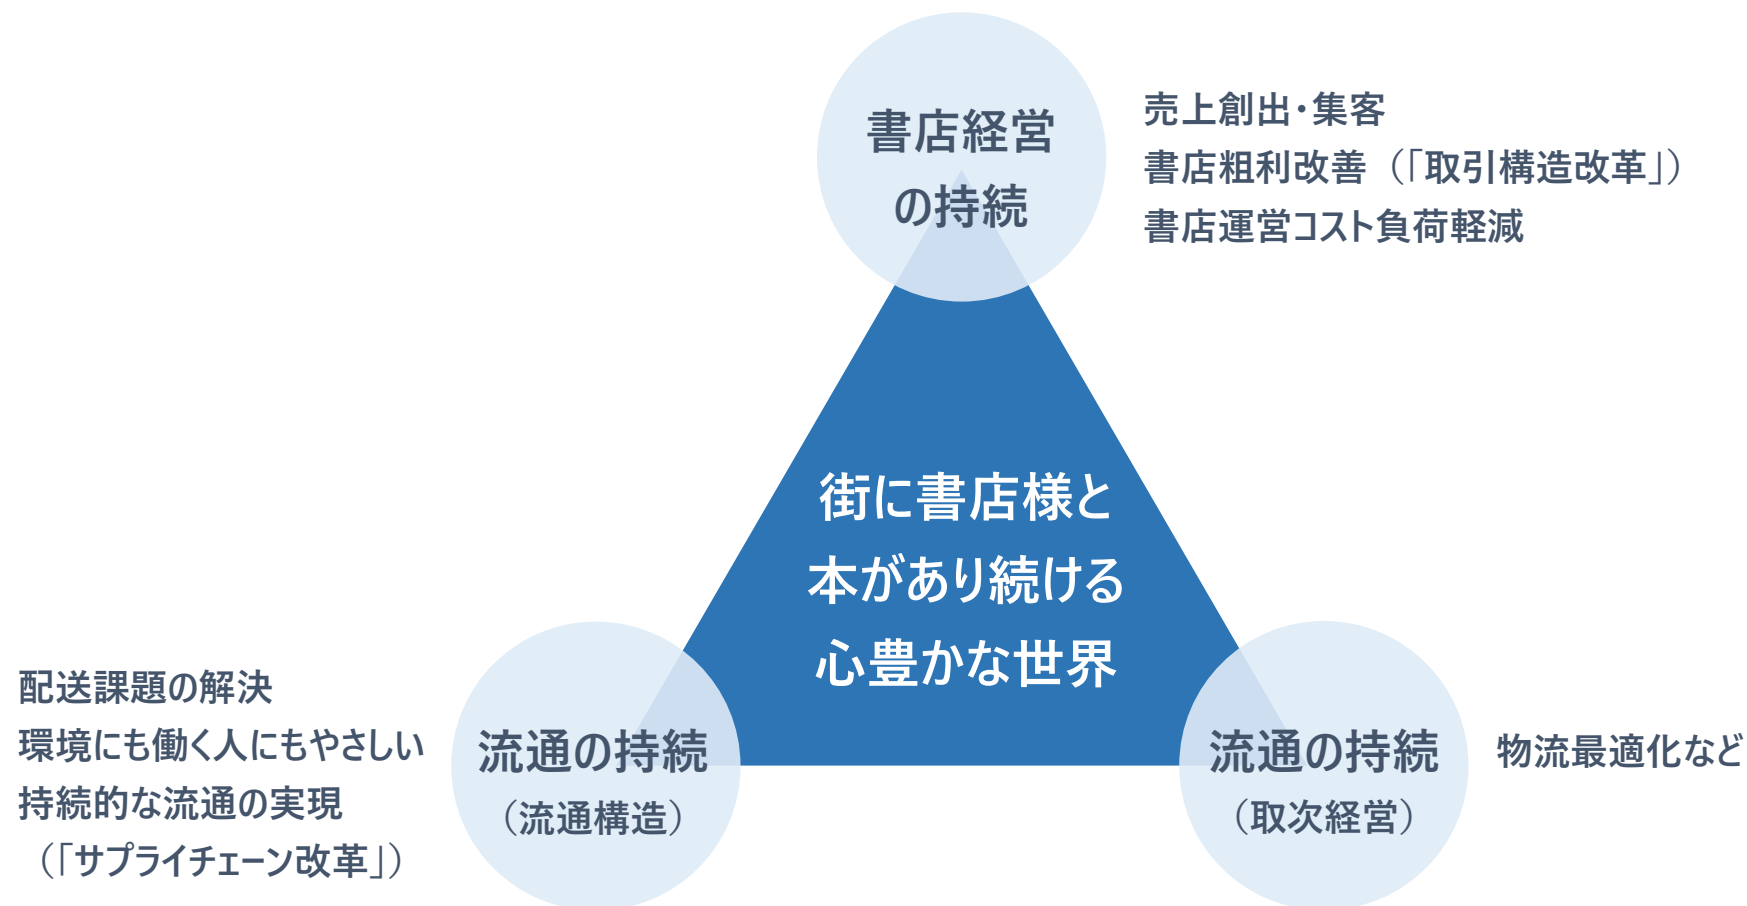 書店経営
の持続
売上創出・集客
書店粗利改善（「取引構造改革」）
書店運営コスト負荷軽減
街に書店様と
本があり続ける
心豊かな世界
配送課題の解決
環境にも働く人にもやさしい
持続的な流通の実現
（「サプライチェーン改革」）
流通の持続
（流通構造）
流通の持続
（取次経営）
物流最適化など